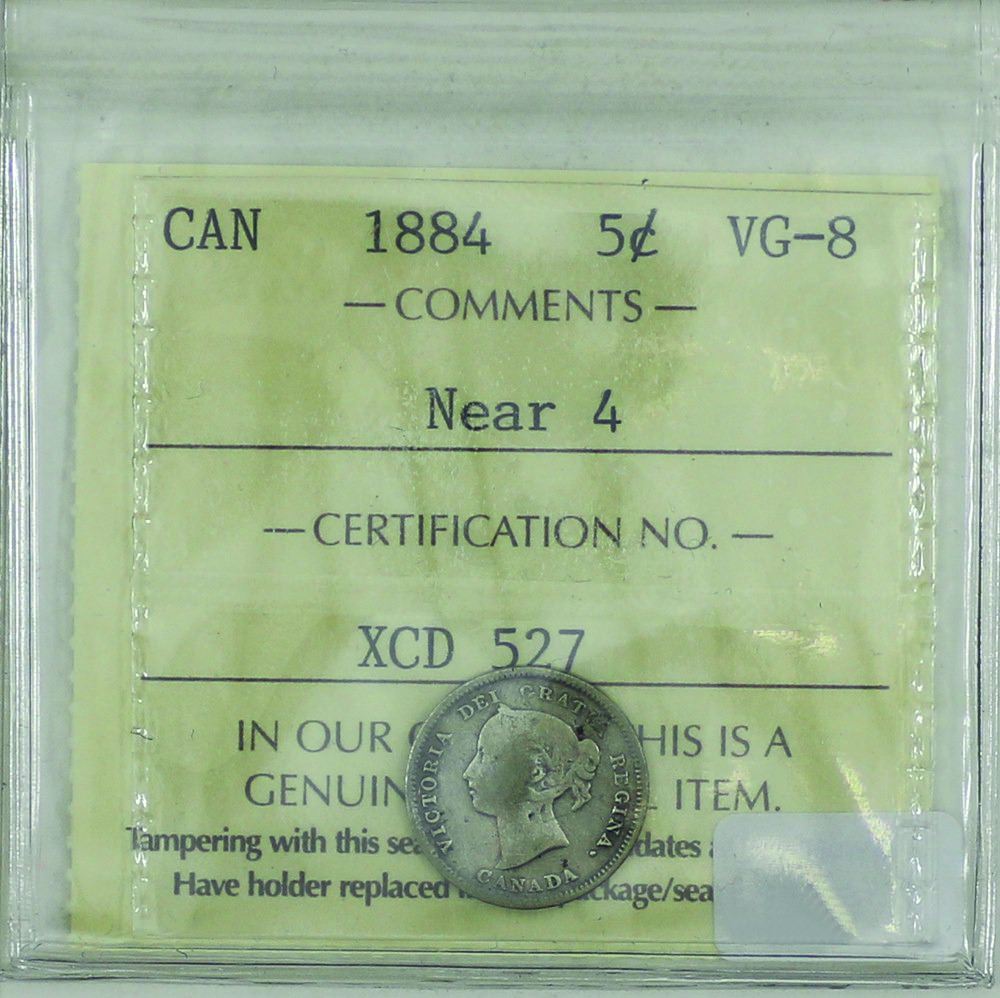 CAN 1884 5¢ VG-8
— COMMENTS —
Near 4
— CERTIFICATION NO. —
XCD 527
IN OUR HIS IS A
GENUIN ITEM.
Tampering with this sea dates
Have holder replaced ckage/sea
VICTORIA DEI GRATIA REGINA.
CANADA